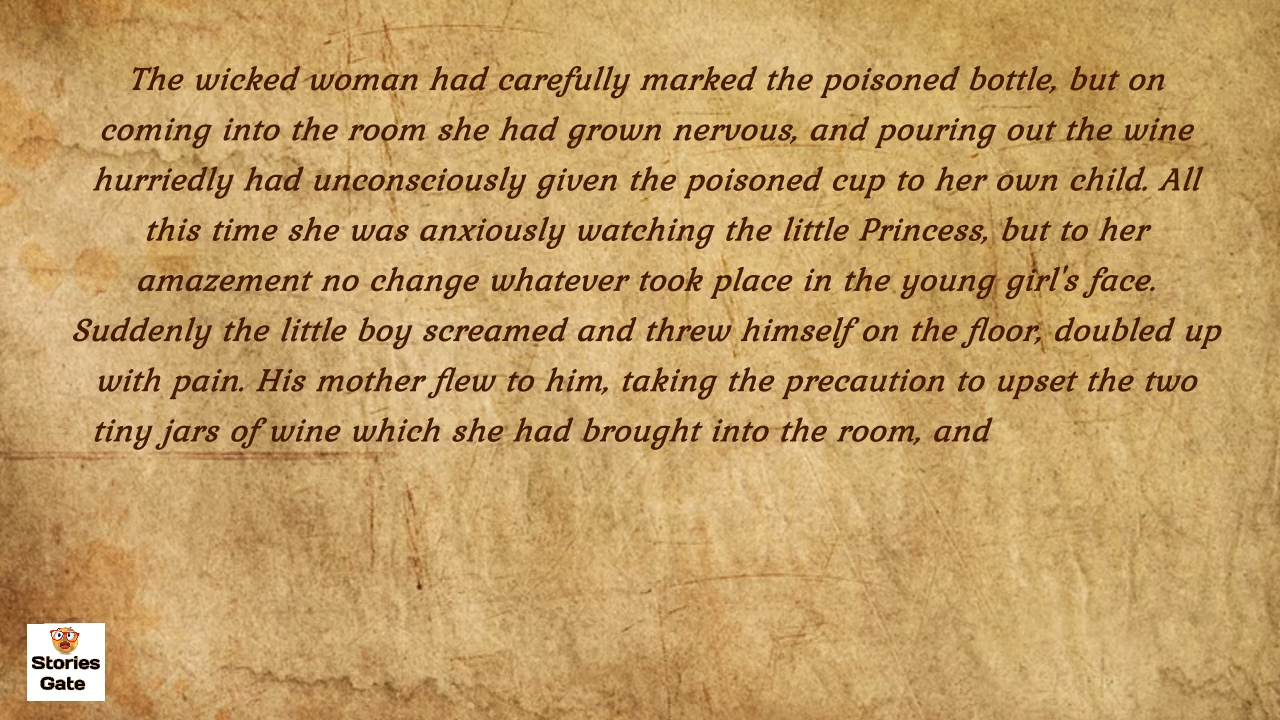 The wicked woman had carefully marked the poisoned bottle, but on
coming into the room she had grown nervous, and pouring out the wine
hurriedly had unconsciously given the poisoned cup to her own child. All
this time she was anxiously watching the little Princess, but to her
amazement no change whatever took place in the young girl's face.
Suddenly the little boy screamed and threw himself on the floor, doubled up
with pain. His mother flew to him, taking the precaution to upset the two
tiny jars of wine which she had brought into the room, and
Stories
Gate